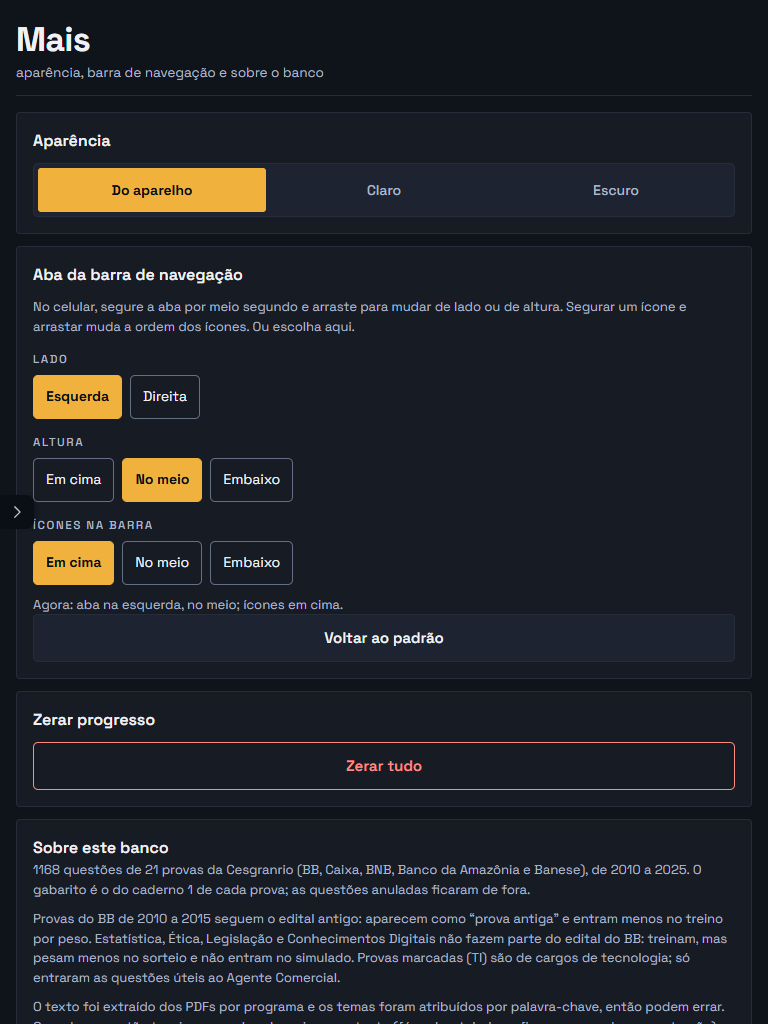 Mais
aparência, barra de navegação e sobre o banco
Aparência
Do aparelho
Claro
Escuro
Aba da barra de navegação
No celular, segure a aba por meio segundo e arraste para mudar de lado ou de altura. Segurar um ícone e
arrastar muda a ordem dos ícones. Ou escolha aqui.
LADO
Esquerda
Direita
ALTURA
Em cima
No meio
Embaixo
ÍCONES NA BARRA
Em cima
No meio
Embaixo
Agora: aba na esquerda, no meio; ícones em cima.
Voltar ao padrão
Zerar progresso
Zerar tudo
Sobre este banco
1168 questões de 21 provas da Cesgranrio (BB, Caixa, BNB, Banco da Amazônia e Banese), de 2010 a 2025. O
gabarito é o do caderno 1 de cada prova; as questões anuladas ficaram de fora.
Provas do BB de 2010 a 2015 seguem o edital antigo: aparecem como “prova antiga” e entram menos no treino
por peso. Estatística, Ética, Legislação e Conhecimentos Digitais não fazem parte do edital do BB: treinam, mas
pesam menos no sorteio e não entram no simulado. Provas marcadas (TI) são de cargos de tecnologia; só
entraram as questões úteis ao Agente Comercial.
O texto foi extraído dos PDFs por programa e os temas foram atribuídos por palavra-chave, então podem errar.